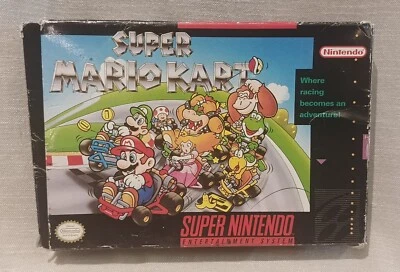 SUPER
MARIO KART
Nintendo
Where
racing
becomes an
adventure!
SUPER NINTENDO
ENTERTAINMENT SYSTEM